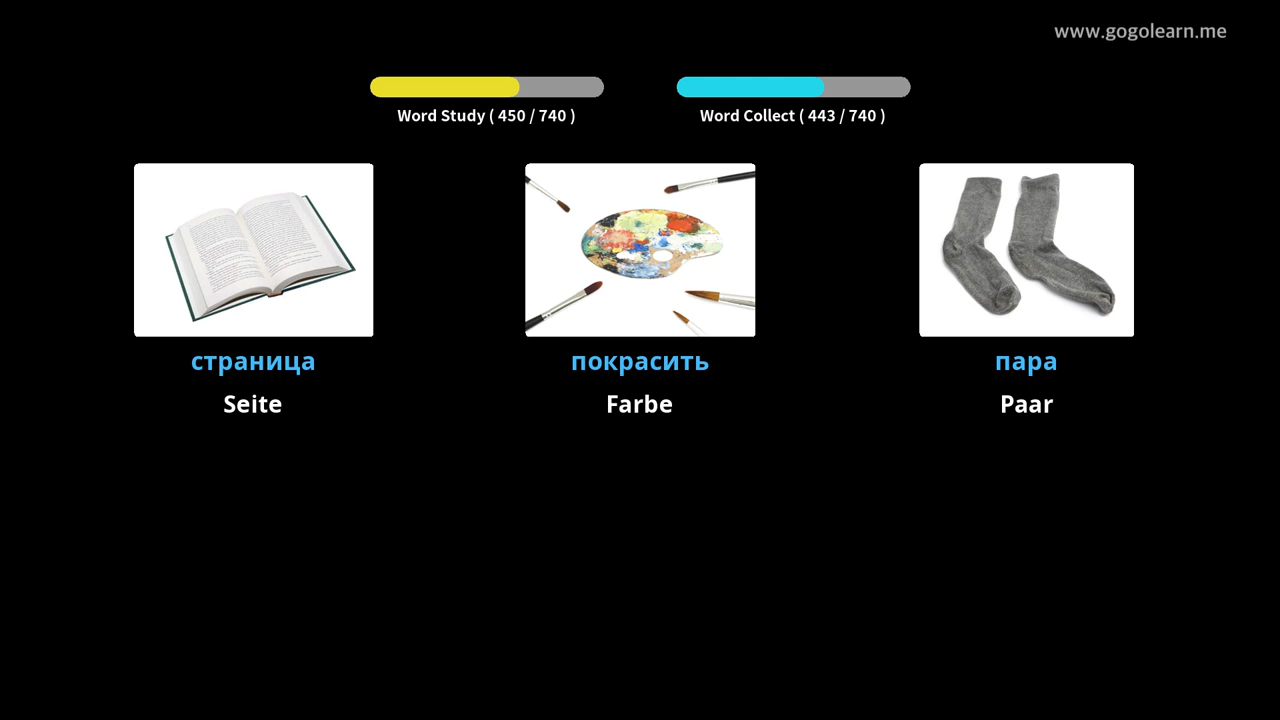 www.gogolearn.me
Word Study ( 450 / 740 )
Word Collect ( 443 / 740 )
страница
покрасить
пара
Seite
Farbe
Paar